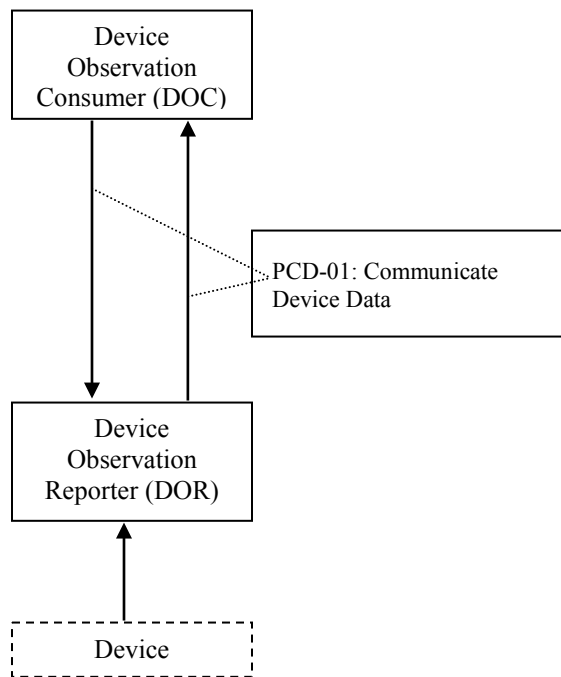 Device
Observation
Consumer (DOC)
PCD-01: Communicate
Device Data
Device
Observation
Reporter (DOR)
Device